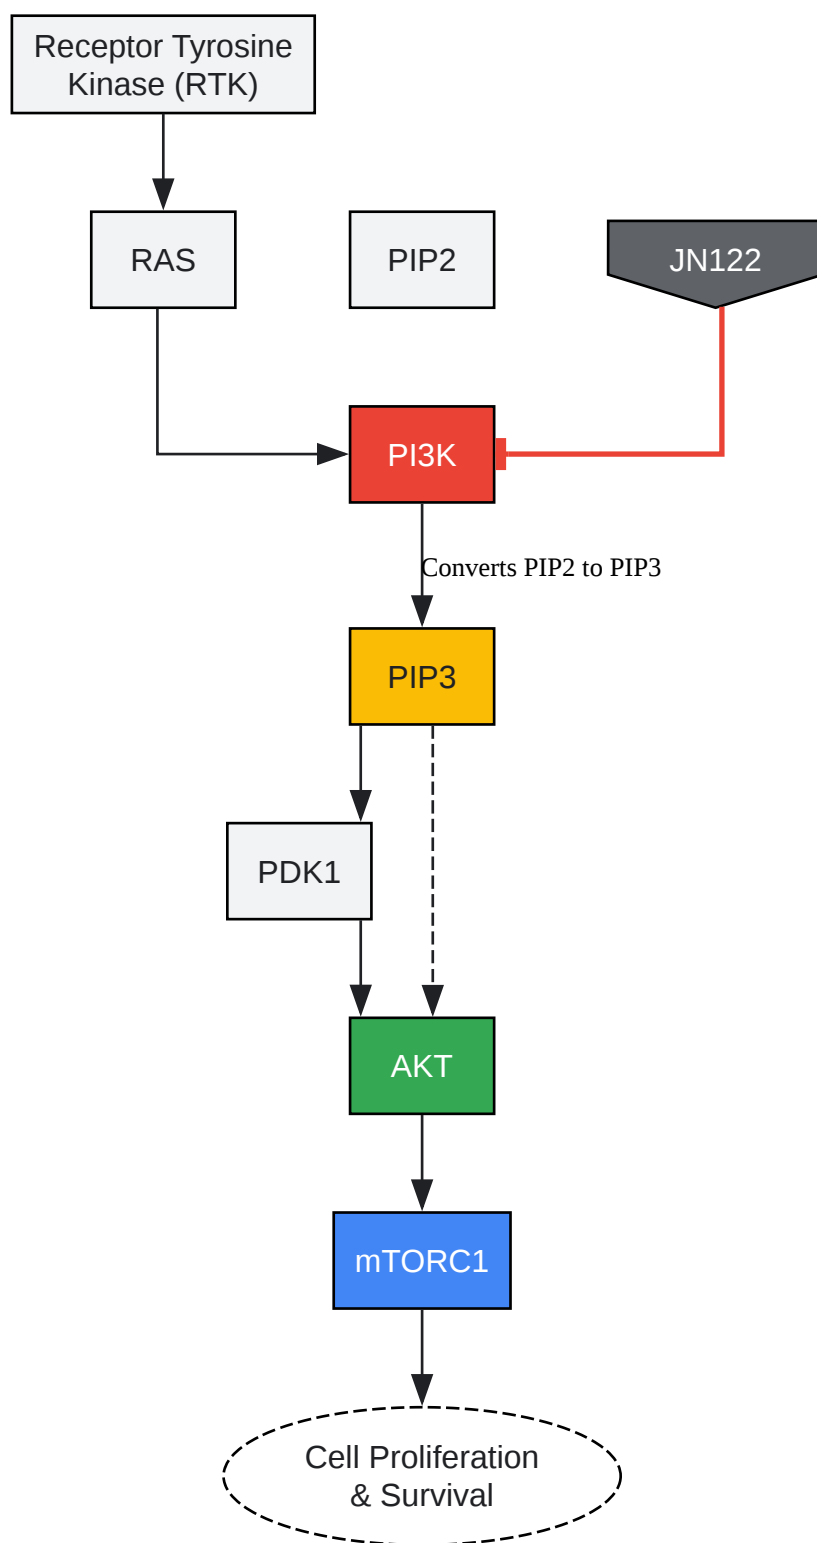 Receptor Tyrosine
Kinase (RTK)
RAS
PIP2
JN122
PI3K
Converts PIP2 to PIP3
PIP3
PDK1
AKT
mTORC1
Cell Proliferation
& Survival